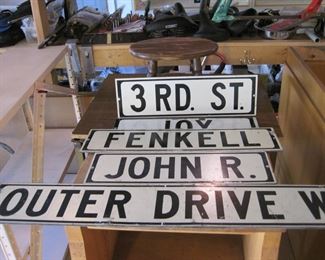 3 RD. ST.
JOY
FENKELL
JOHN R.
OUTER DRIVE W